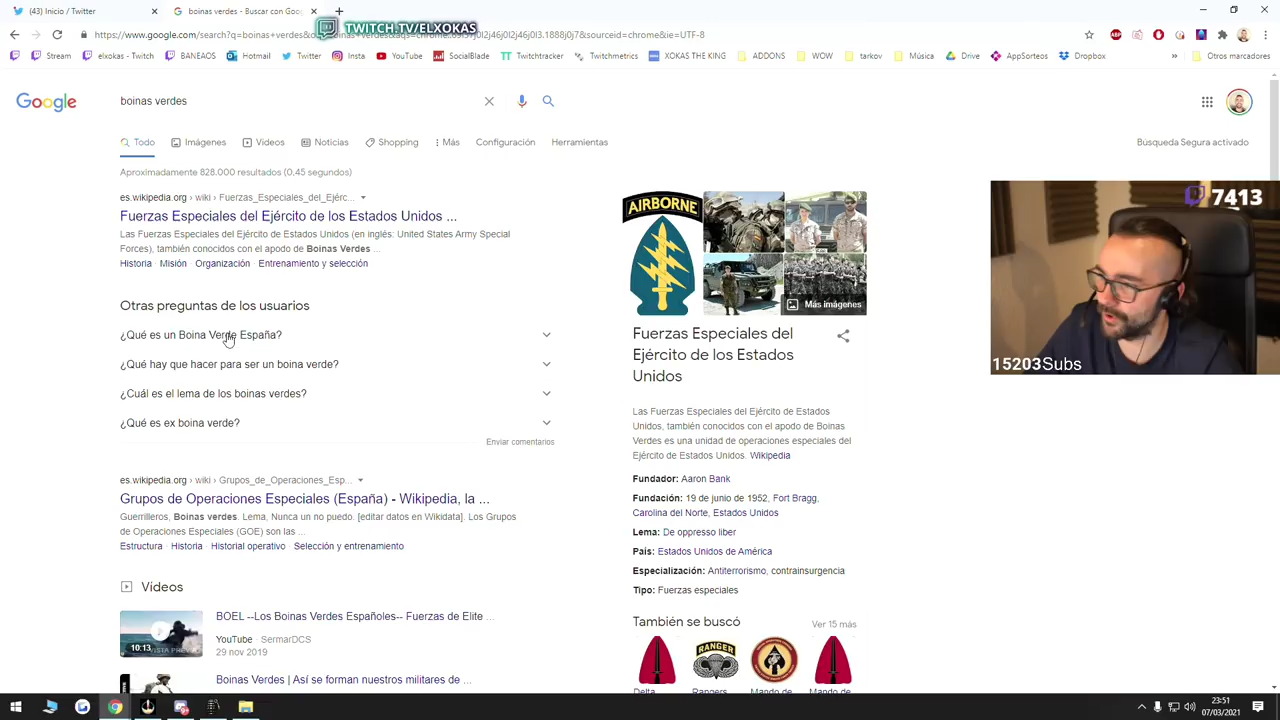 (43) Inicio / Twitter
boinas verdes - Buscar con Goo
TWITCH.TV/ELXOKAS
Stream
elxokas - Twitch
BANEAOS
Hotmail
Twitter
Insta
YouTube
SocialBlade
Twitchtracker
Twitchmetrics
XOKAS THE KING
ADDONS
WOW
tarkov
Música
Drive
AppSorteos
Dropbox
Otros marcadores
Google
boinas verdes
Todo
Imágenes
Vídeos
Noticias
Shopping
Más
Configuración
Herramientas
Búsqueda Segura activado
Aproximadamente 828.000 resultados (0,45 segundos)
es.wikipedia.org › wiki › Fuerzas_Especiales_del_Ejérc...
Fuerzas Especiales del Ejército de los Estados Unidos ...
Las Fuerzas Especiales del Ejército de Estados Unidos (en inglés: United States Army Special
Forces), también conocidos con el apodo de Boinas Verdes ...
Historia · Misión · Organización · Entrenamiento y selección
Otras preguntas de los usuarios
¿Qué es un Boina Verde España?
¿Qué hay que hacer para ser un boina verde?
¿Cuál es el lema de los boinas verdes?
¿Qué es ex boina verde?
Enviar comentarios
es.wikipedia.org › wiki › Grupos_de_Operaciones_Esp...
Grupos de Operaciones Especiales (España) - Wikipedia, la ...
Guerrilleros, Boinas verdes. Lema, Nunca un no puedo. [editar datos en Wikidata]. Los Grupos
de Operaciones Especiales (GOE) son las ...
Estructura · Historia · Historial operativo · Selección y entrenamiento
Vídeos
BOEL --Los Boinas Verdes Españoles-- Fuerzas de Elite ...
YouTube · SermarDCS
29 nov 2019
10:13
VISTA PREVIA
Boinas Verdes | Así se forman nuestros militares de ...
AIRBORNE
Más imágenes
Fuerzas Especiales del
Ejército de los Estados
Unidos
Las Fuerzas Especiales del Ejército de Estados
Unidos, también conocidos con el apodo de Boinas
Verdes es una unidad de operaciones especiales del
Ejército de Estados Unidos. Wikipedia
Fundador: Aaron Bank
Fundación: 19 de junio de 1952, Fort Bragg,
Carolina del Norte, Estados Unidos
Lema: De oppresso liber
País: Estados Unidos de América
Especialización: Antiterrorismo, contrainsurgencia
Tipo: Fuerzas especiales
También se buscó
Ver 15 más
RANGER
Delta
Rangers
Mando de
Mando de
7413
15203Subs
23:51
07/03/2021